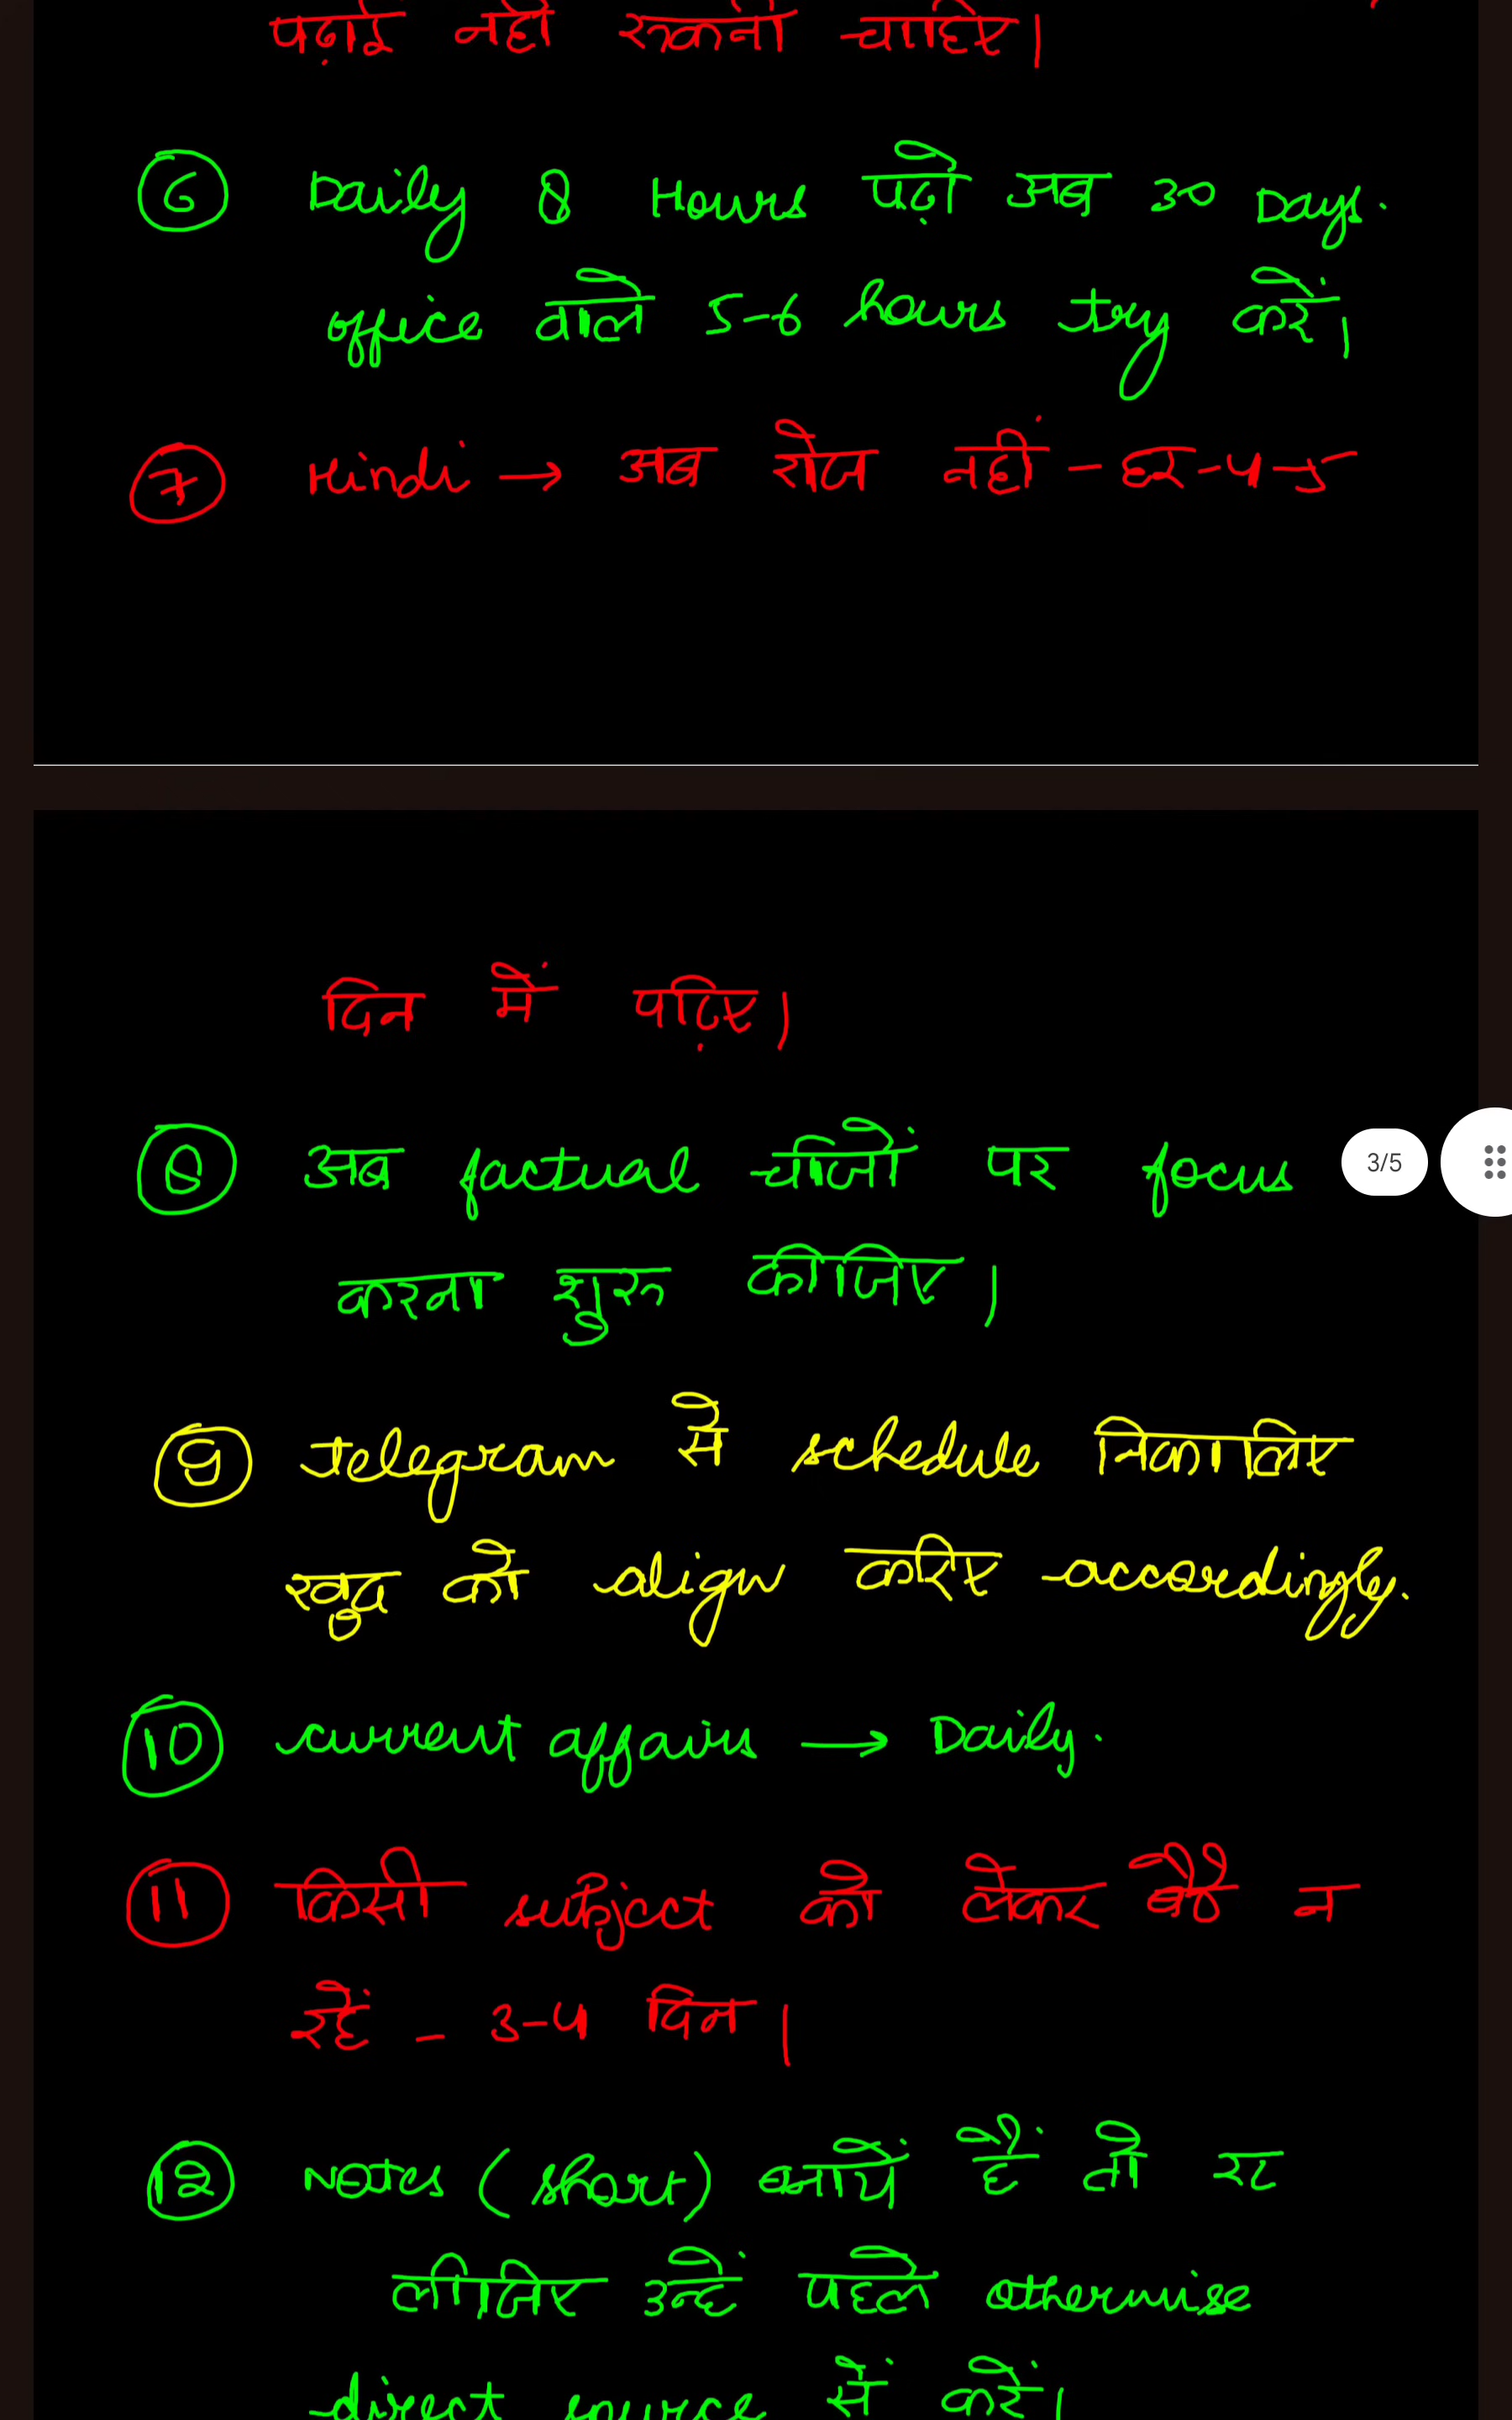 पढ़ाई नहीं रुकनी चाहिए।
6 Daily 8 Hours पढ़ो अब 30 Days.
office वाले 5-6 hours try करें।
7 Hindi → अब रोज नहीं - हर - 4-5
दिन में पढ़िए।
8 अब factual चीजों पर focus
3/5
करना शुरू कीजिए।
9 Telegram से schedule निकालिए
खुद को align करिए accordingly.
10 current affairs → Daily.
11 किसी subject को लेकर बैठे न
रहें - 3-4 दिन।
12 Notes (short) बनाये हैं तो रट
लीजिए उन्हें पहले otherwise
direct source से करें।